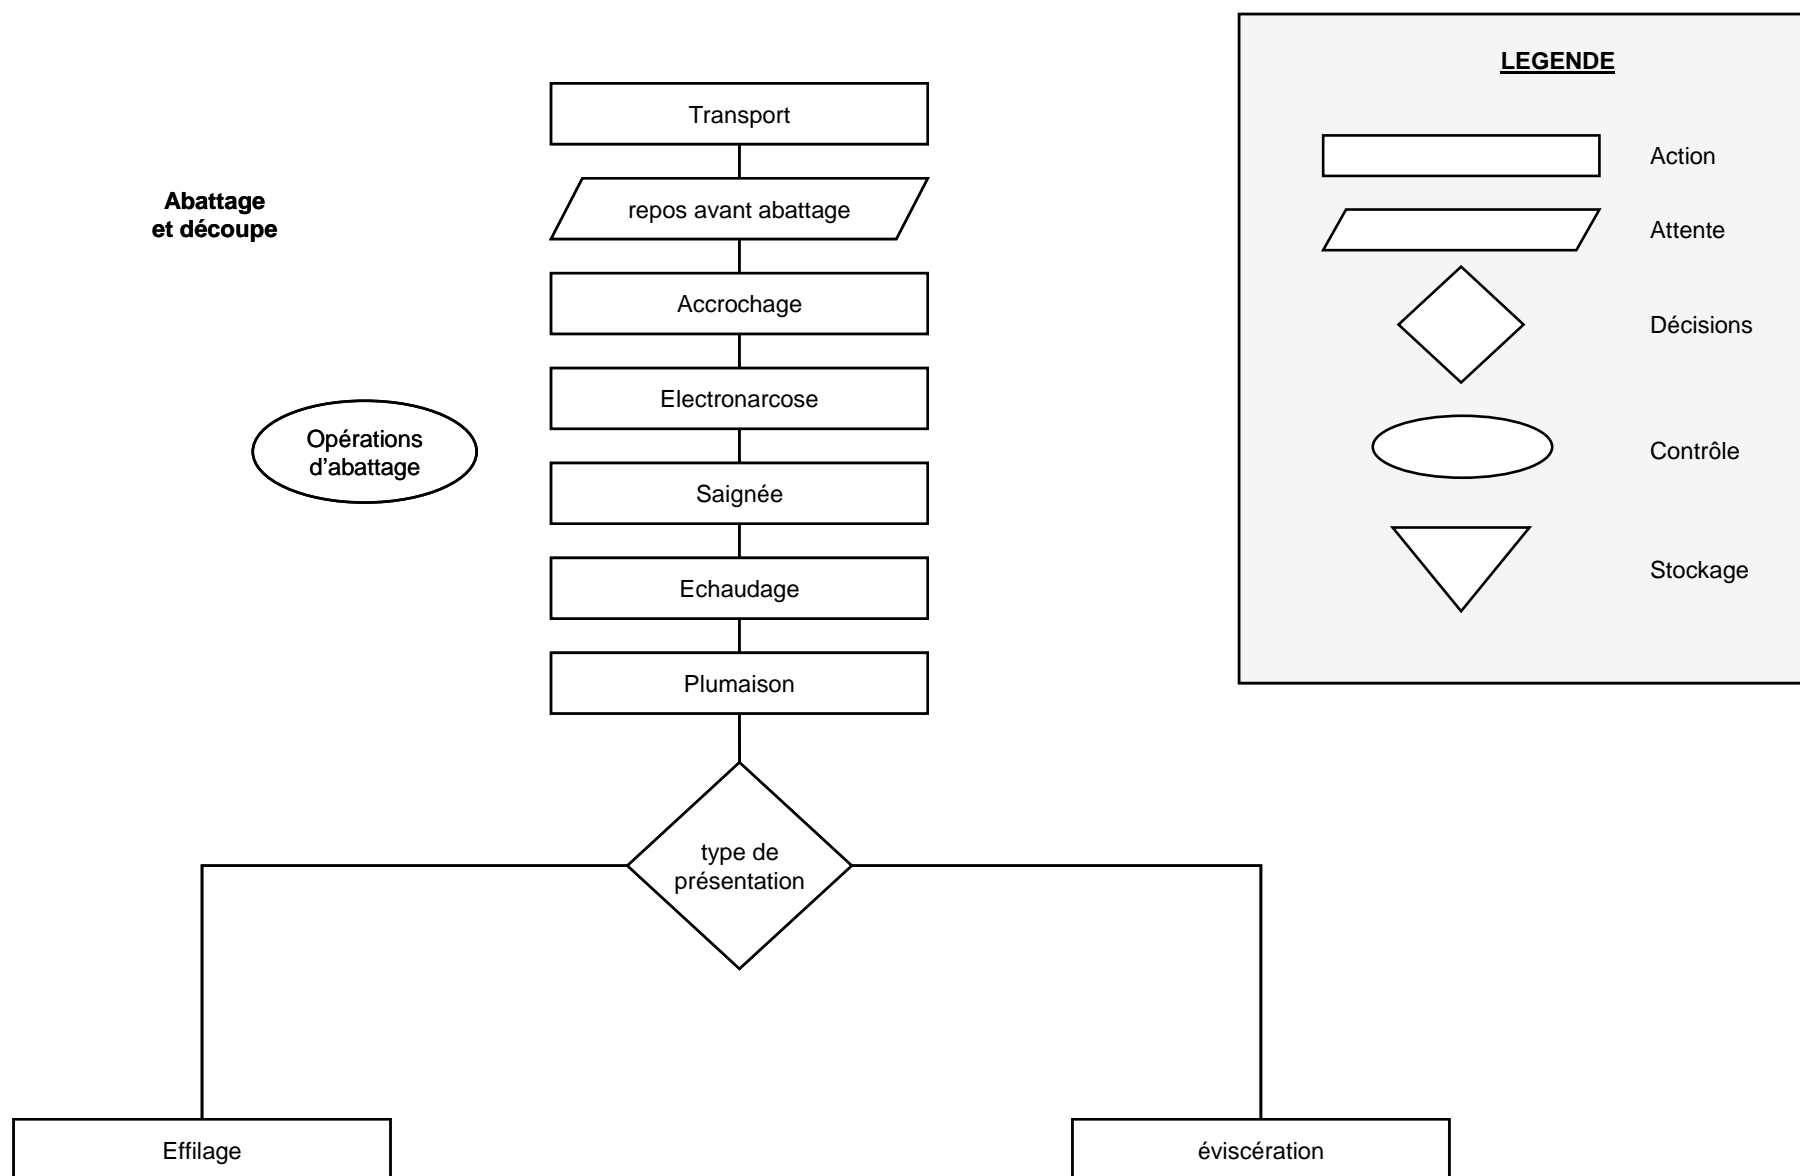 LEGENDE
Transport
Action
Abattage
et découpe
repos avant abattage
Attente
Accrochage
Décisions
Electronarcose
Opérations
d'abattage
Contrôle
Saignée
Stockage
Echaudage
Plumaison
type de
présentation
Effilage
éviscération